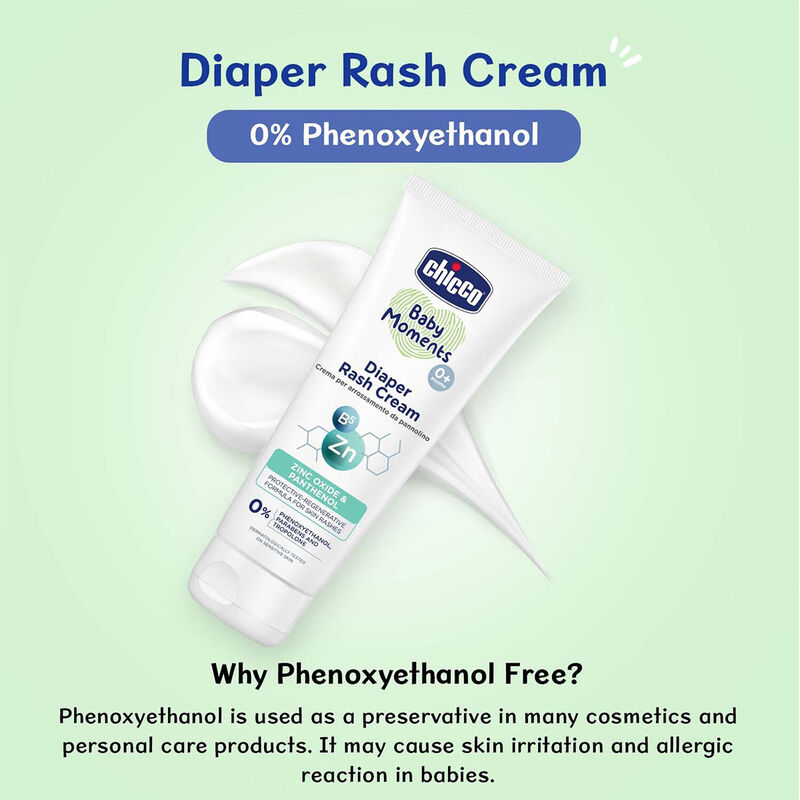 Diaper Rash Cream
0% Phenoxyethanol
chicco
Baby
Moments
0+
Months
Diaper
Rash Cream
Crema per arrossamento da pannolino
B5
Zn
ZINC OXIDE &
PANTHENOL
PROTECTIVE-REGENERATIVE
FORMULA FOR SKIN RASHES
0%
PHENOXYETHANOL,
PARABENS AND
TROPOLONE
DERMATOLOGICALLY TESTED
ON SENSITIVE SKIN
Why Phenoxyethanol Free?
Phenoxyethanol is used as a preservative in many cosmetics and
personal care products. It may cause skin irritation and allergic
reaction in babies.